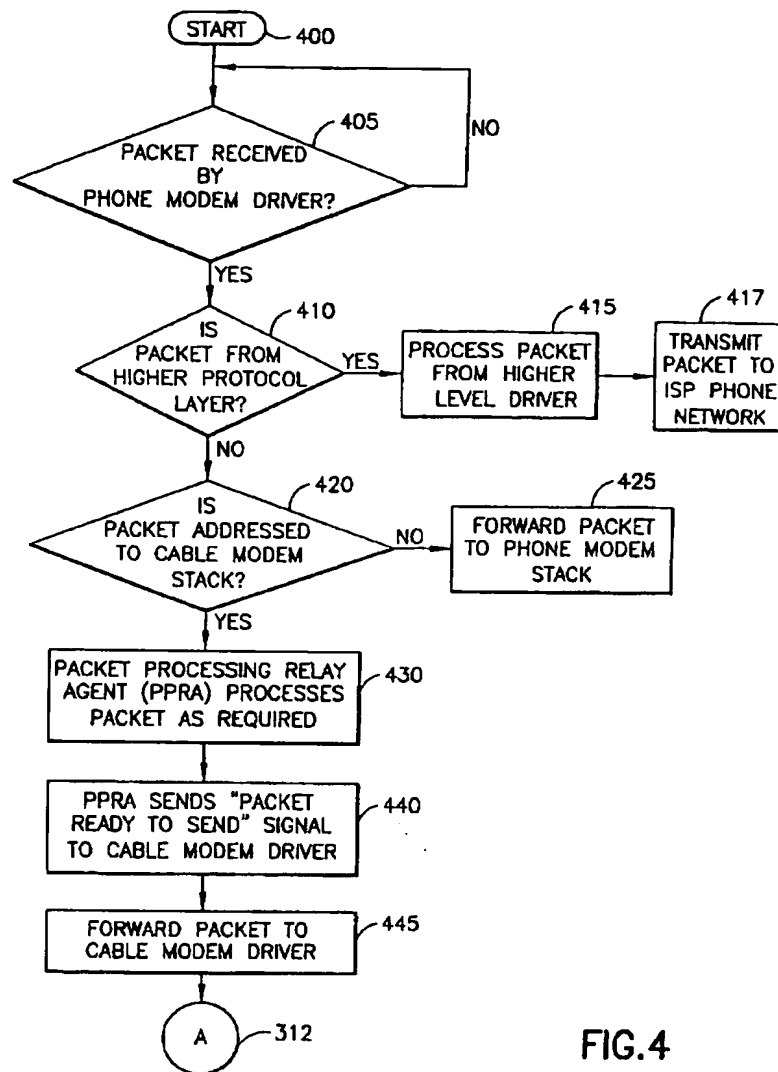 START
400
405
NO
PACKET RECEIVED
BY
PHONE MODEM DRIVER?
YES
410
IS
PACKET FROM
HIGHER PROTOCOL
LAYER?
YES
415
PROCESS PACKET
FROM HIGHER
LEVEL DRIVER
417
TRANSMIT
PACKET TO
ISP PHONE
NETWORK
NO
420
IS
PACKET ADDRESSED
TO CABLE MODEM
STACK?
NO
425
FORWARD PACKET
TO PHONE MODEM
STACK
YES
PACKET PROCESSING RELAY
AGENT (PPRA) PROCESSES
PACKET AS REQUIRED
430
PPRA SENDS "PACKET
READY TO SEND" SIGNAL
TO CABLE MODEM DRIVER
440
FORWARD PACKET TO
CABLE MODEM DRIVER
445
A
312
FIG.4